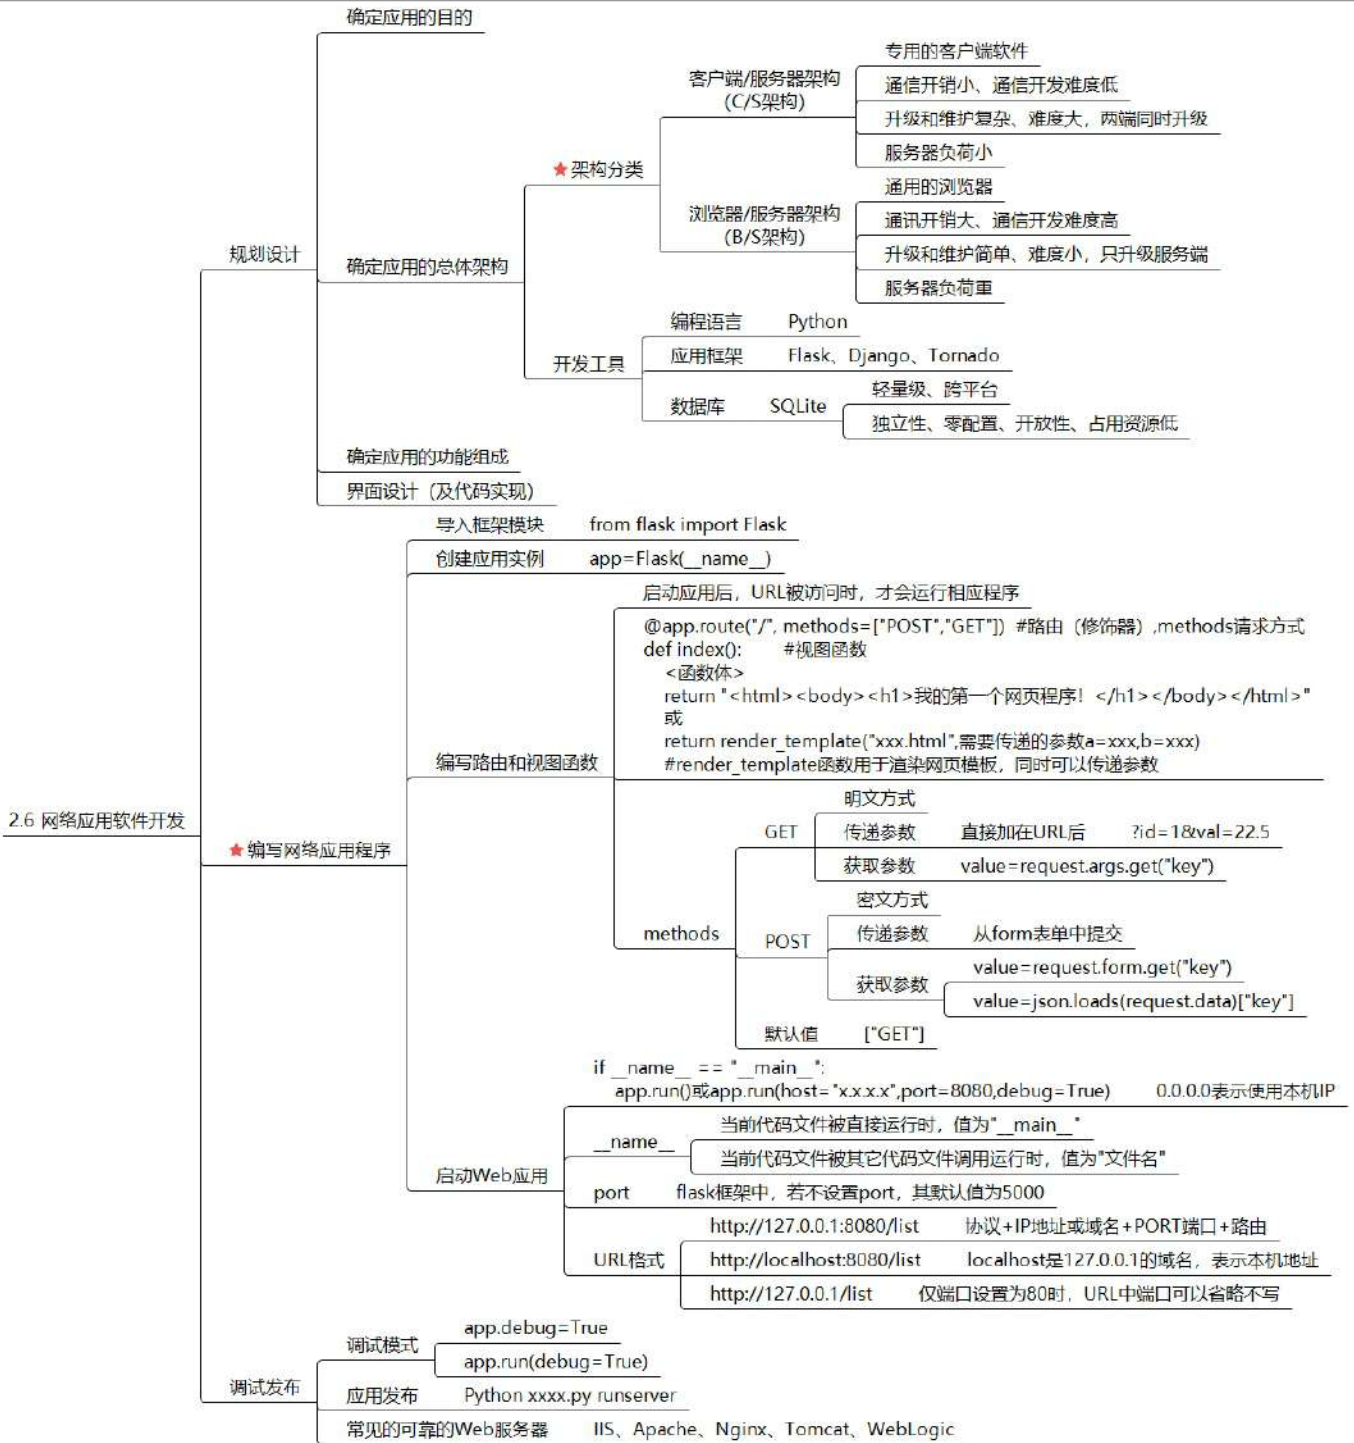 确定应用的目的
专用的客户端软件
客户端/服务器架构
(C/S架构)
通信开销小、通信开发难度低
升级和维护复杂、难度大，两端同时升级
服务器负荷小
★架构分类
通用的浏览器
浏览器/服务器架构
(B/S架构)
通讯开销大、通信开发难度高
升级和维护简单、难度小，只升级服务端
服务器负荷重
规划设计
确定应用的总体架构
编程语言 Python
应用框架 Flask、Django、Tornado
开发工具
轻量级、跨平台
数据库 SQLite
独立性、零配置、开放性、占用资源低
确定应用的功能组成
界面设计（及代码实现）
导入框架模块 from flask import Flask
创建应用实例 app=Flask(__name__)
启动应用后，URL被访问时，才会运行相应程序
@app.route("/", methods=["POST","GET"]) #路由（修饰器）,methods请求方式
def index(): #视图函数
<函数体>
return "<html><body><h1>我的第一个网页程序！</h1></body></html>"
或
return render_template("xxx.html",需要传递的参数a=xxx,b=xxx)
#render_template函数用于渲染网页模板，同时可以传递参数
编写路由和视图函数
明文方式
GET 传递参数 直接加在URL后 ?id=1&val=22.5
获取参数 value=request.args.get("key")
2.6 网络应用软件开发
★编写网络应用程序
密文方式
methods
POST 传递参数 从form表单中提交
value=request.form.get("key")
获取参数
value=json.loads(request.data)["key"]
默认值 ["GET"]
if __name__ == "__main__":
app.run()或app.run(host="x.x.x.x",port=8080,debug=True) 0.0.0.0表示使用本机IP
当前代码文件被直接运行时，值为"__main__"
__name__
当前代码文件被其它代码文件调用运行时，值为"文件名"
启动Web应用
port flask框架中，若不设置port，其默认值为5000
http://127.0.0.1:8080/list 协议+IP地址或域名+PORT端口+路由
URL格式 http://localhost:8080/list localhost是127.0.0.1的域名，表示本机地址
http://127.0.0.1/list 仅端口设置为80时，URL中端口可以省略不写
app.debug=True
调试模式
app.run(debug=True)
调试发布
应用发布 Python xxxx.py runserver
常见的可靠的Web服务器 IIS、Apache、Nginx、Tomcat、WebLogic